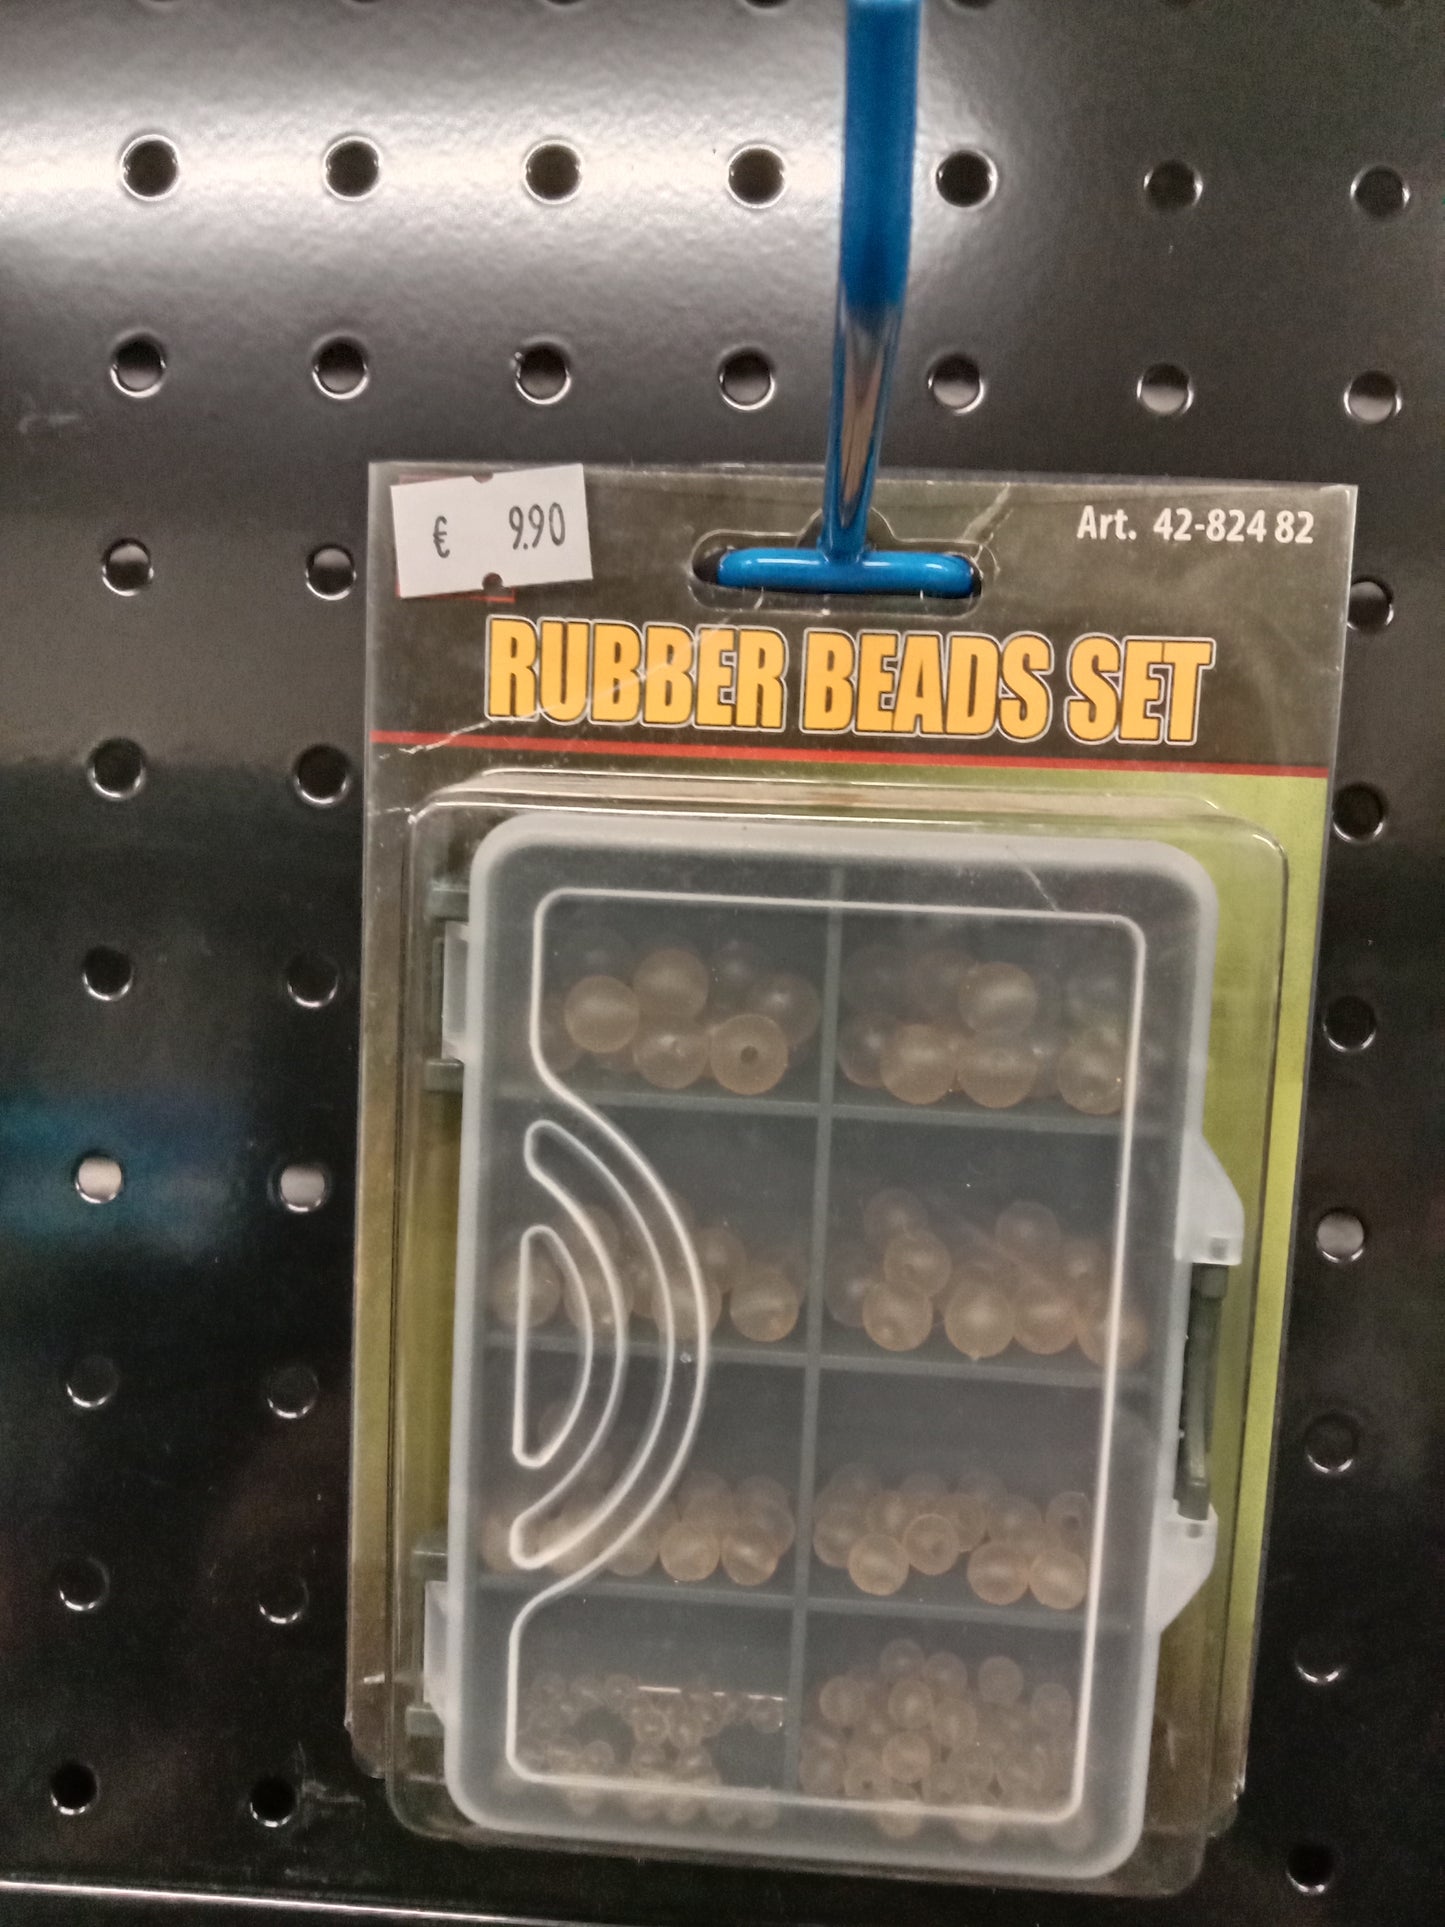 € 9.90
Art. 42-824 82
RUBBER BEADS SET